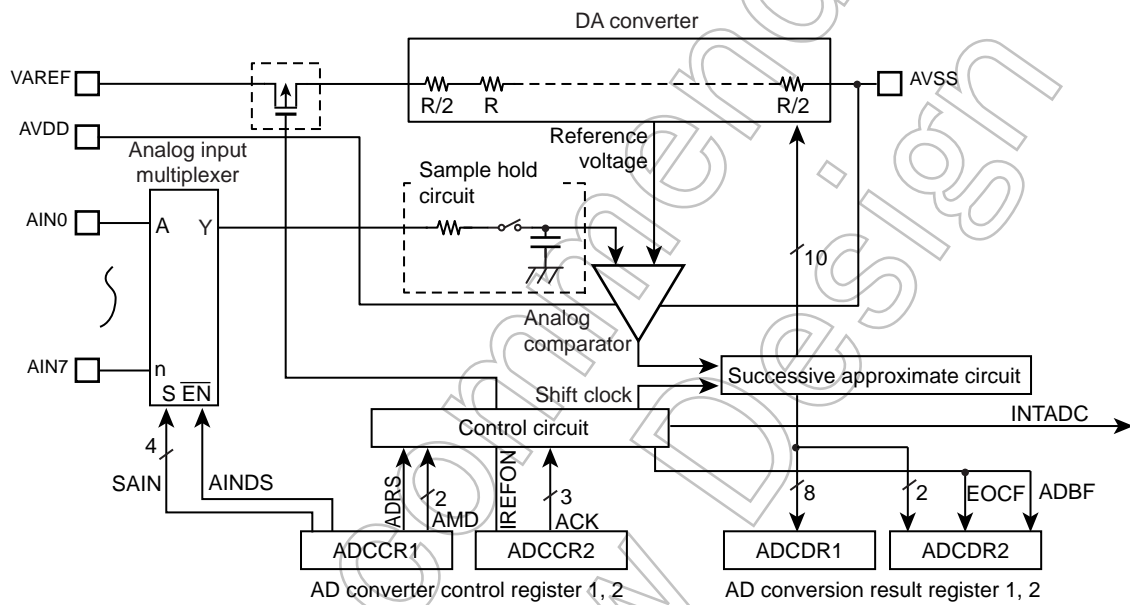 DA converter
VAREF
R/2
R
R/2
AVSS
AVDD
Reference
voltage
Analog input
multiplexer
Sample hold
circuit
AIN0
A
Y
10
Analog
comparator
AIN7
n
S
EN
Successive approximate circuit
Shift clock
INTADC
Control circuit
4
SAIN
AINDS
ADRS
2
AMD
IREFON
3
ACK
8
2
EOCF
ADBF
ADCCR1
ADCCR2
ADCDR1
ADCDR2
AD converter control register 1, 2
AD conversion result register 1, 2